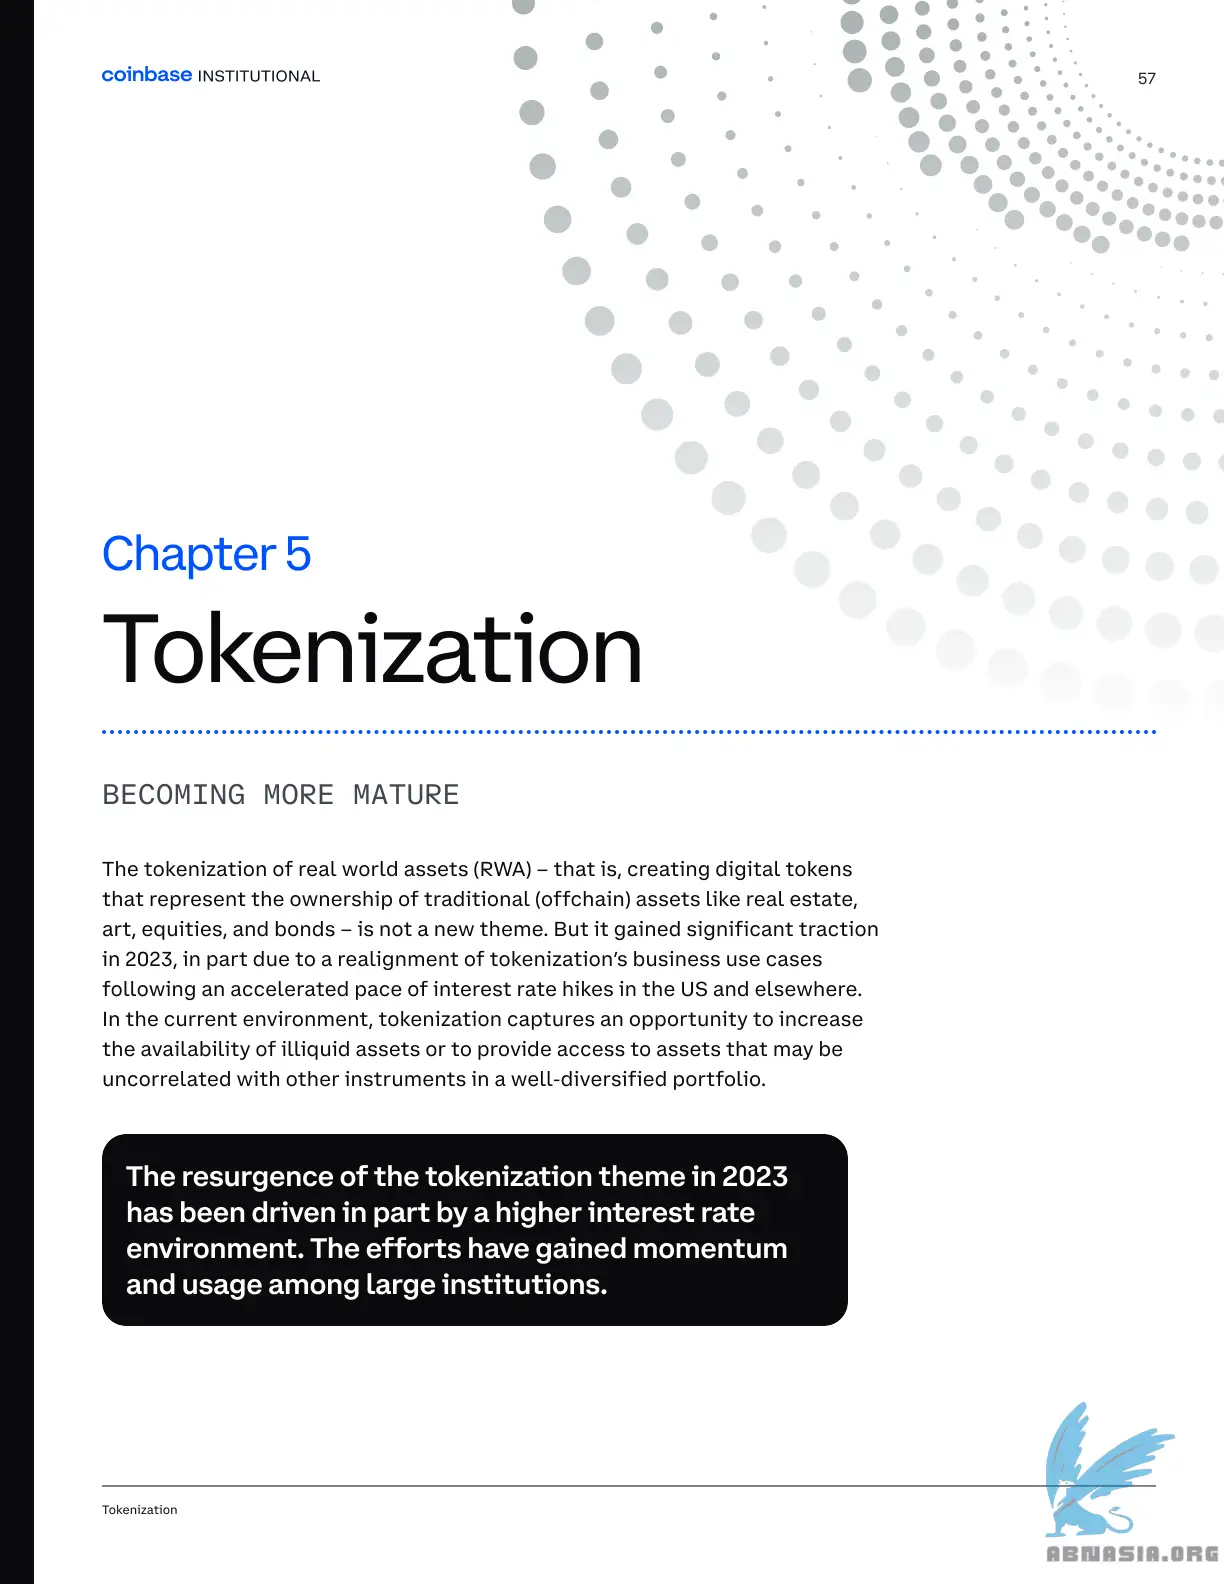 coinbase INSTITUTIONAL
57
Chapter 5
Tokenization
BECOMING MORE MATURE
The tokenization of real world assets (RWA) – that is, creating digital tokens
that represent the ownership of traditional (offchain) assets like real estate,
art, equities, and bonds – is not a new theme. But it gained significant traction
in 2023, in part due to a realignment of tokenization’s business use cases
following an accelerated pace of interest rate hikes in the US and elsewhere.
In the current environment, tokenization captures an opportunity to increase
the availability of illiquid assets or to provide access to assets that may be
uncorrelated with other instruments in a well-diversified portfolio.
The resurgence of the tokenization theme in 2023
has been driven in part by a higher interest rate
environment. The efforts have gained momentum
and usage among large institutions.
Tokenization
ABNASIA.ORG